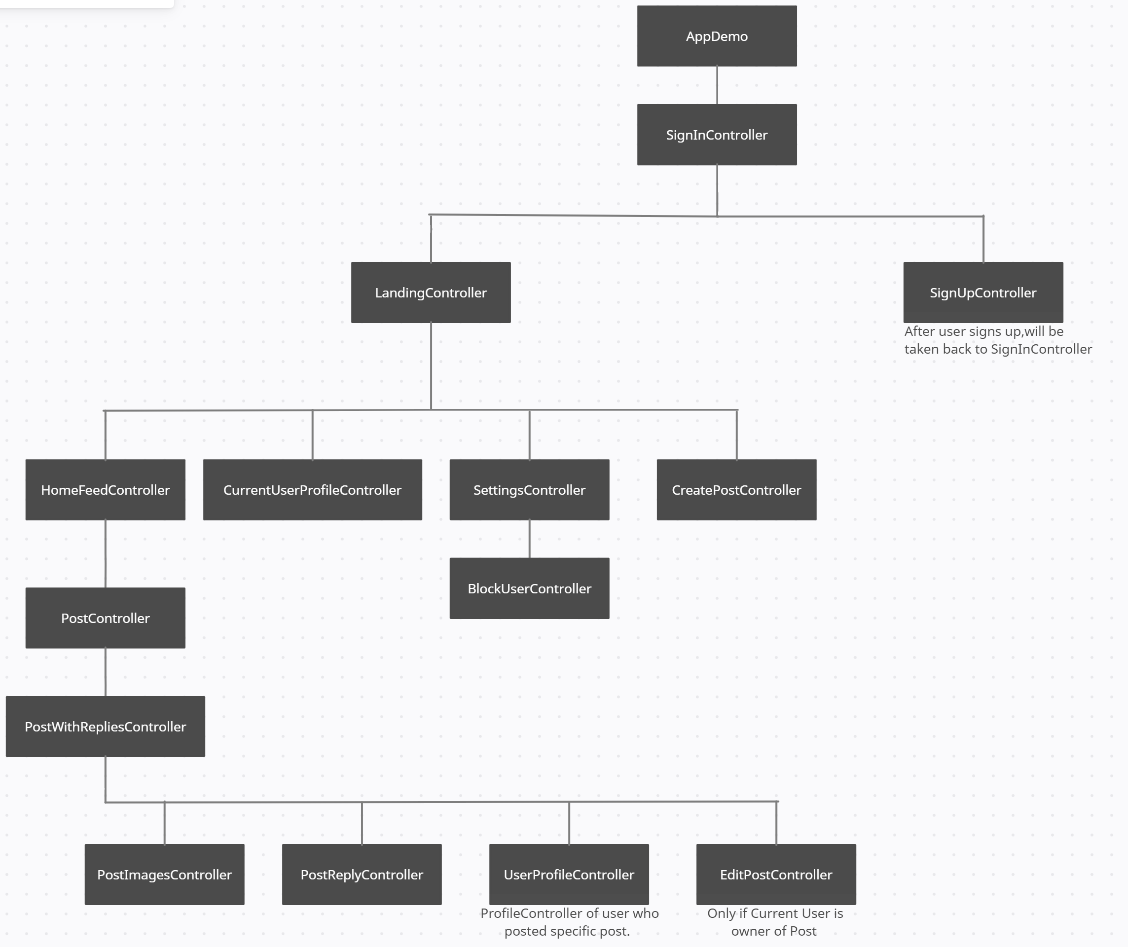 AppDemo
SignInController
LandingController
SignUpController
After user signs up,will be
taken back to SignInController
HomeFeedController
CurrentUserProfileController
SettingsController
CreatePostController
BlockUserController
PostController
PostWithRepliesController
PostImagesController
PostReplyController
UserProfileController
EditPostController
ProfileController of user who
posted specific post.
Only if Current User is
owner of Post